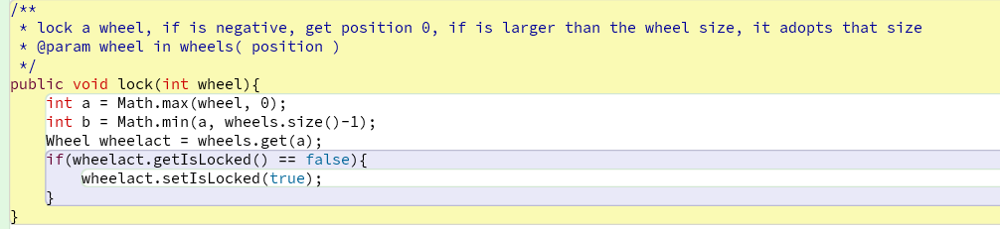 /**
 * lock a wheel, if is negative, get position 0, if is larger than the wheel size, it adopts that size
 * @param wheel in wheels( position )
 */
public void lock(int wheel){
    int a = Math.max(wheel, 0);
    int b = Math.min(a, wheels.size()-1);
    Wheel wheelact = wheels.get(a);
    if(wheelact.getIsLocked() == false){
        wheelact.setIsLocked(true);
    }
}